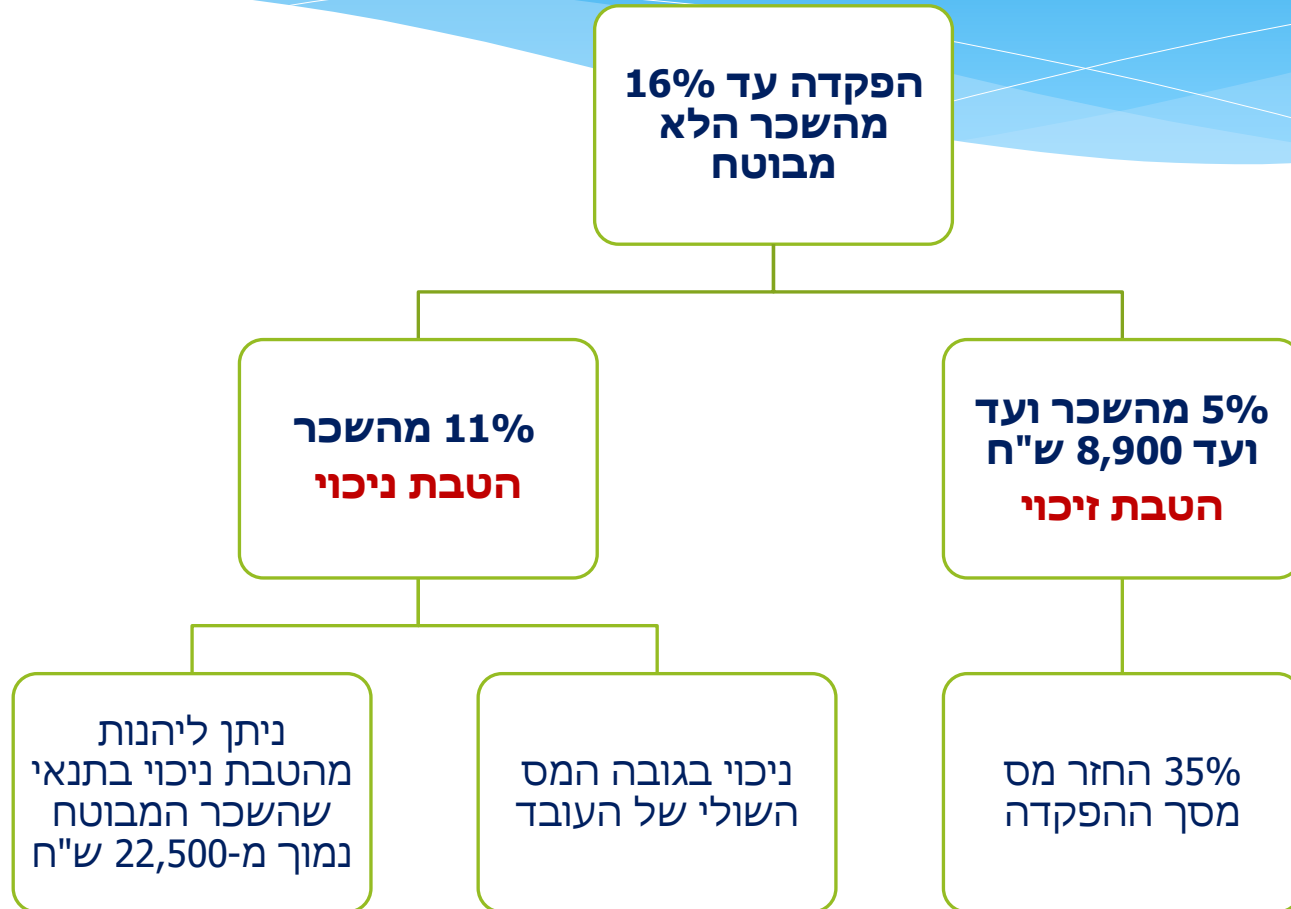 הפקדה עד 16%
מהשכר הלא
מבוטח
5% מהשכר ועד
ועד 8,900 ש"ח
הטבת זיכוי
11% מהשכר
הטבת ניכוי
35% החזר מס
מסך ההפקדה
ניכוי בגובה המס
השולי של העובד
ניתן ליהנות
מהטבת ניכוי בתנאי
שהשכר המבוטח
נמוך מ-22,500 ש"ח